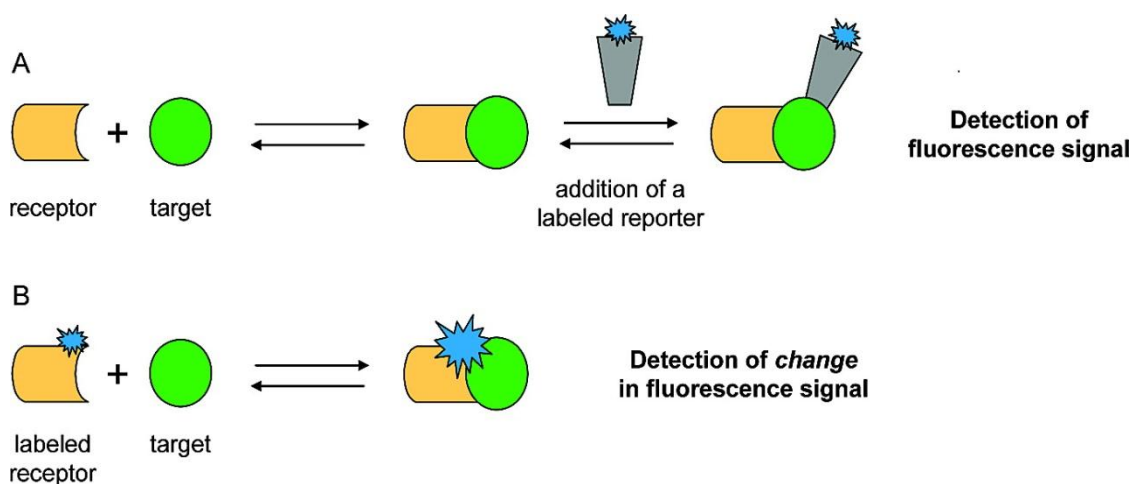 A
receptor
+
target
addition of a
labeled reporter
Detection of
fluorescence signal
B
labeled
receptor
+
target
Detection of change
in fluorescence signal